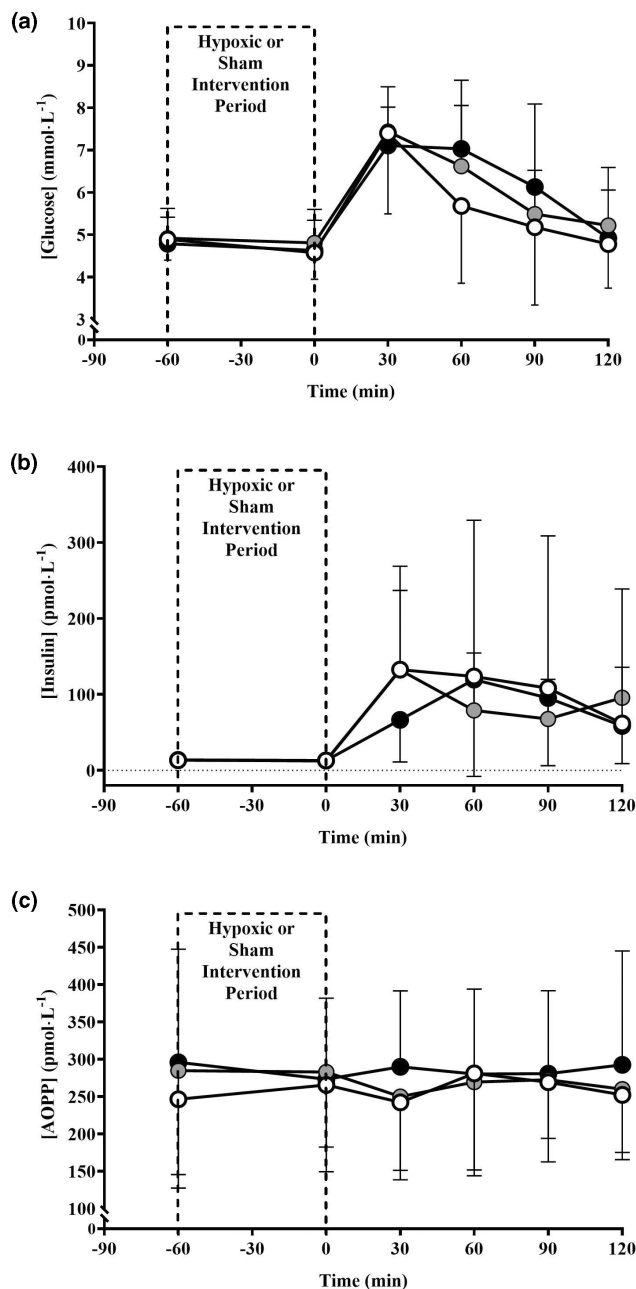 (a)
[Glucose] (mmol·L⁻¹)
10
9
8
7
6
5
4
3
0
Hypoxic or
Sham
Intervention
Period
-90 -60 -30 0 30 60 90 120
Time (min)
(b)
[Insulin] (pmol·L⁻¹)
400
300
200
100
0
Hypoxic or
Sham
Intervention
Period
-90 -60 -30 0 30 60 90 120
Time (min)
(c)
[AOPP] (pmol·L⁻¹)
500
450
400
350
300
250
200
150
100
0
Hypoxic or
Sham
Intervention
Period
-90 -60 -30 0 30 60 90 120
Time (min)